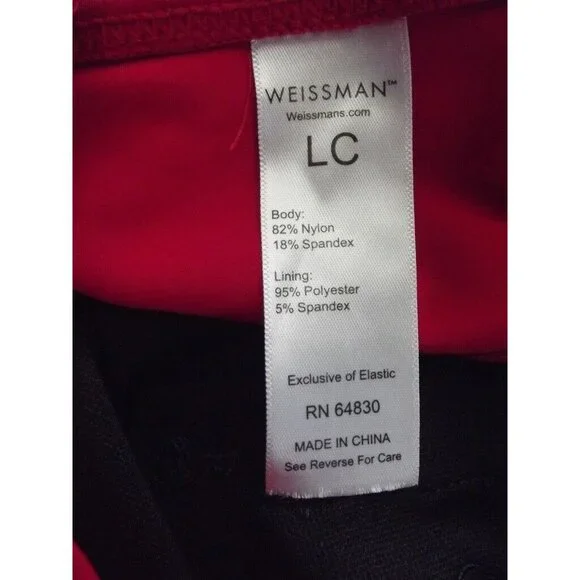 WEISSMAN™
Weissmans.com
LC
Body:
82% Nylon
18% Spandex
Lining:
95% Polyester
5% Spandex
Exclusive of Elastic
RN 64830
MADE IN CHINA
See Reverse For Care